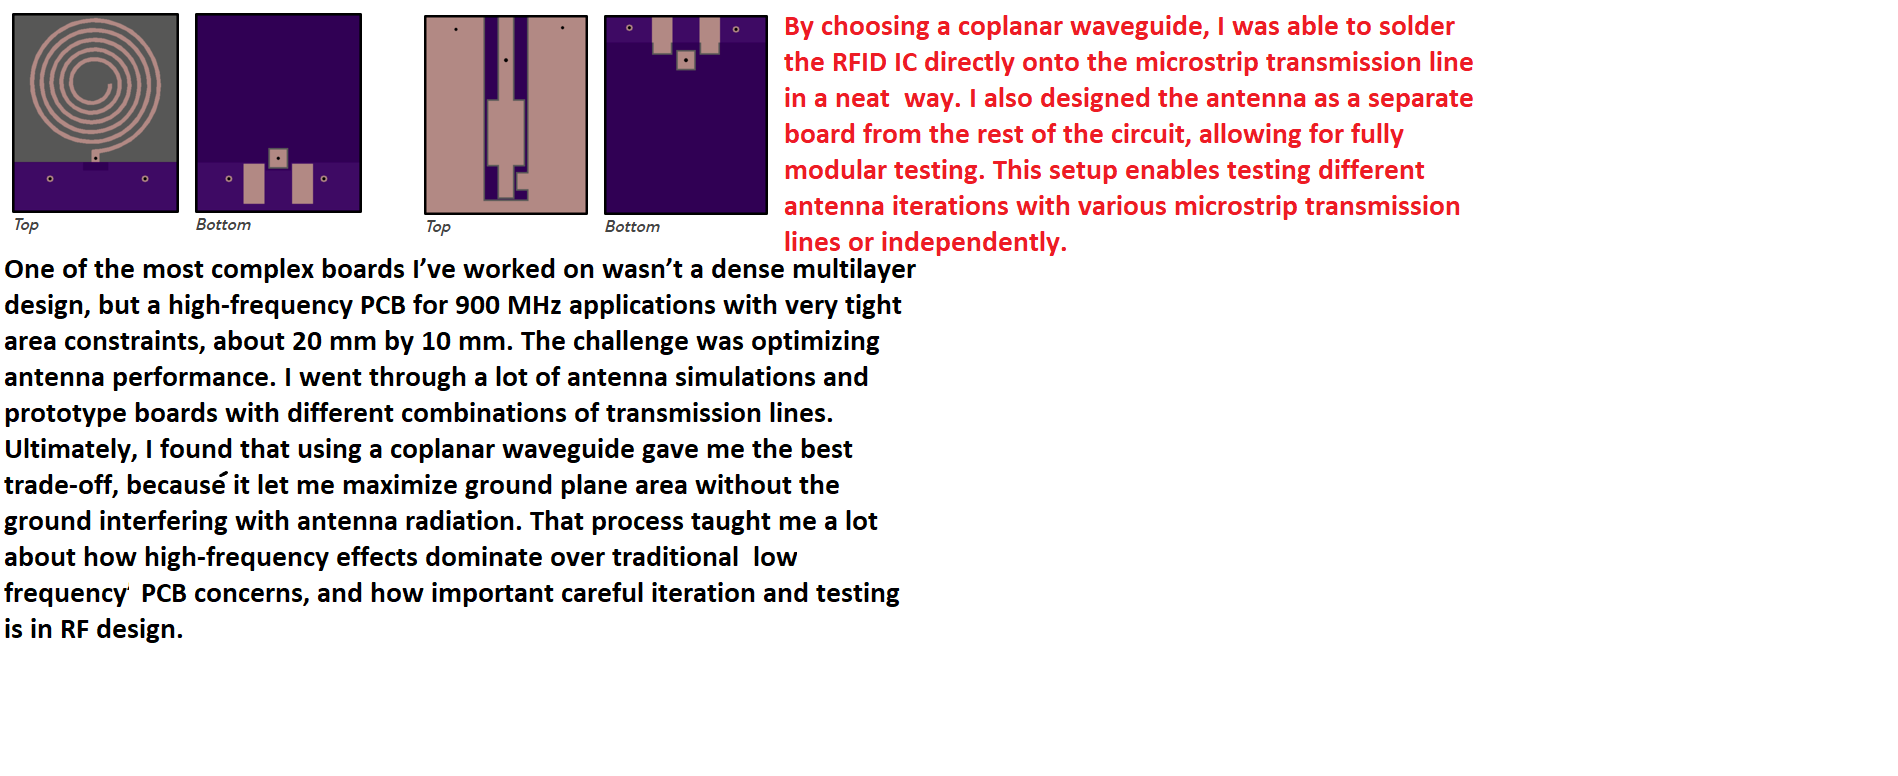 Top
Bottom
Top
Bottom
By choosing a coplanar waveguide, I was able to solder
the RFID IC directly onto the microstrip transmission line
in a neat  way. I also designed the antenna as a separate
board from the rest of the circuit, allowing for fully
modular testing. This setup enables testing different
antenna iterations with various microstrip transmission
lines or independently.
One of the most complex boards I’ve worked on wasn’t a dense multilayer
design, but a high-frequency PCB for 900 MHz applications with very tight
area constraints, about 20 mm by 10 mm. The challenge was optimizing
antenna performance. I went through a lot of antenna simulations and
prototype boards with different combinations of transmission lines.
Ultimately, I found that using a coplanar waveguide gave me the best
trade-off, because it let me maximize ground plane area without the
ground interfering with antenna radiation. That process taught me a lot
about how high-frequency effects dominate over traditional  low
frequency  PCB concerns, and how important careful iteration and testing
is in RF design.